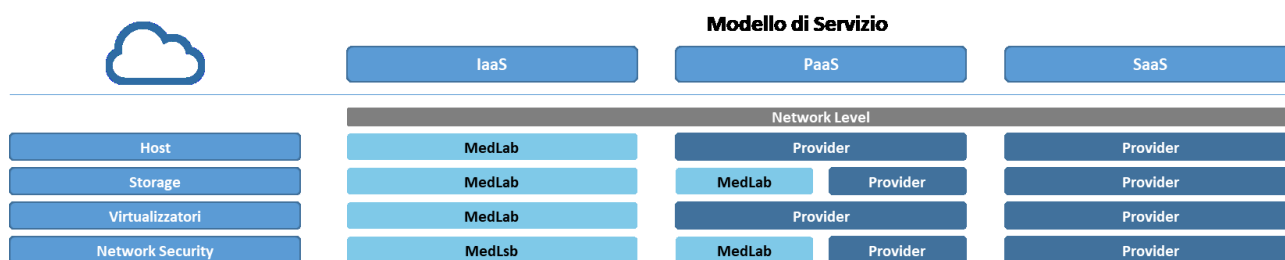 Modello di Servizio
IaaS PaaS SaaS
Network Level
Host MedLab Provider Provider
Storage MedLab MedLab Provider Provider
Virtualizzatori MedLab Provider Provider
Network Security MedLsb MedLab Provider Provider